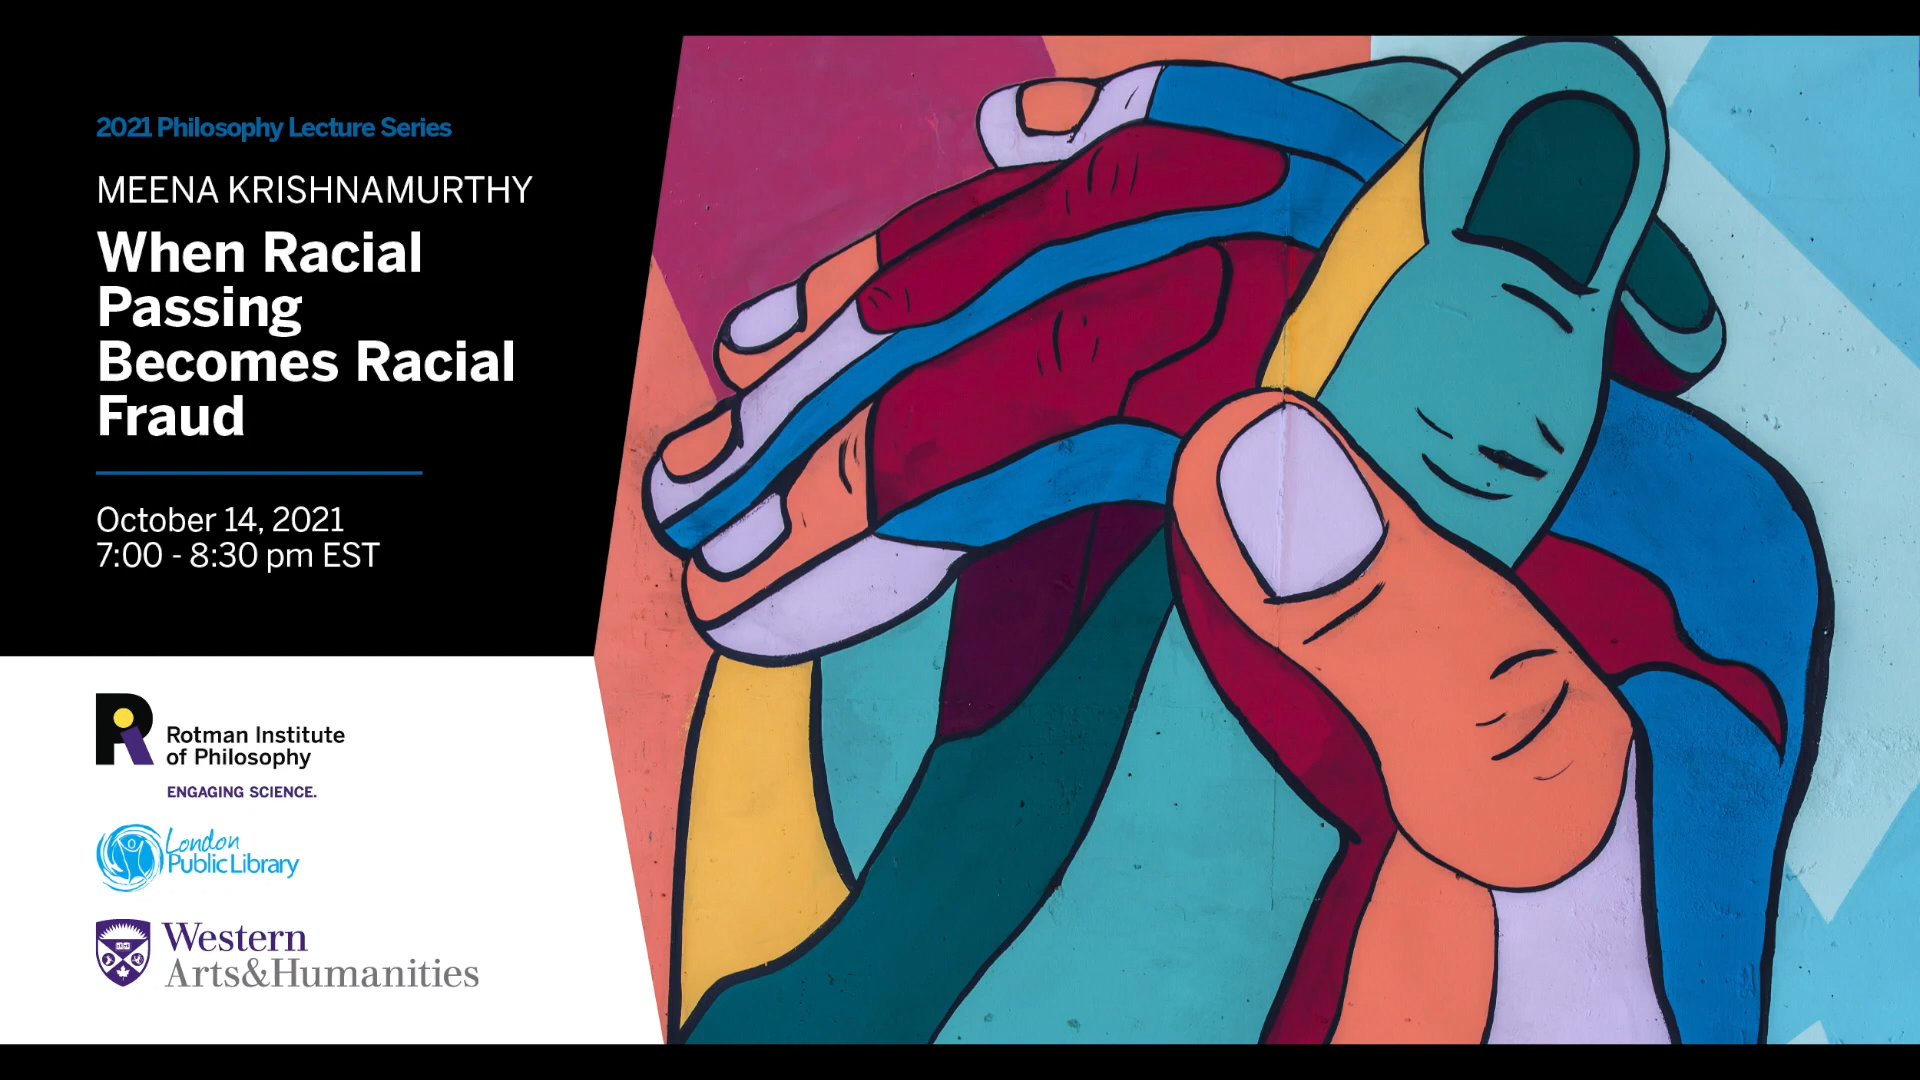 2021 Philosophy Lecture Series
MEENA KRISHNAMURTHY
When Racial
Passing
Becomes Racial
Fraud
October 14, 2021
7:00 - 8:30 pm EST
Rotman Institute
of Philosophy
ENGAGING SCIENCE.
London
Public Library
Western
Arts&Humanities